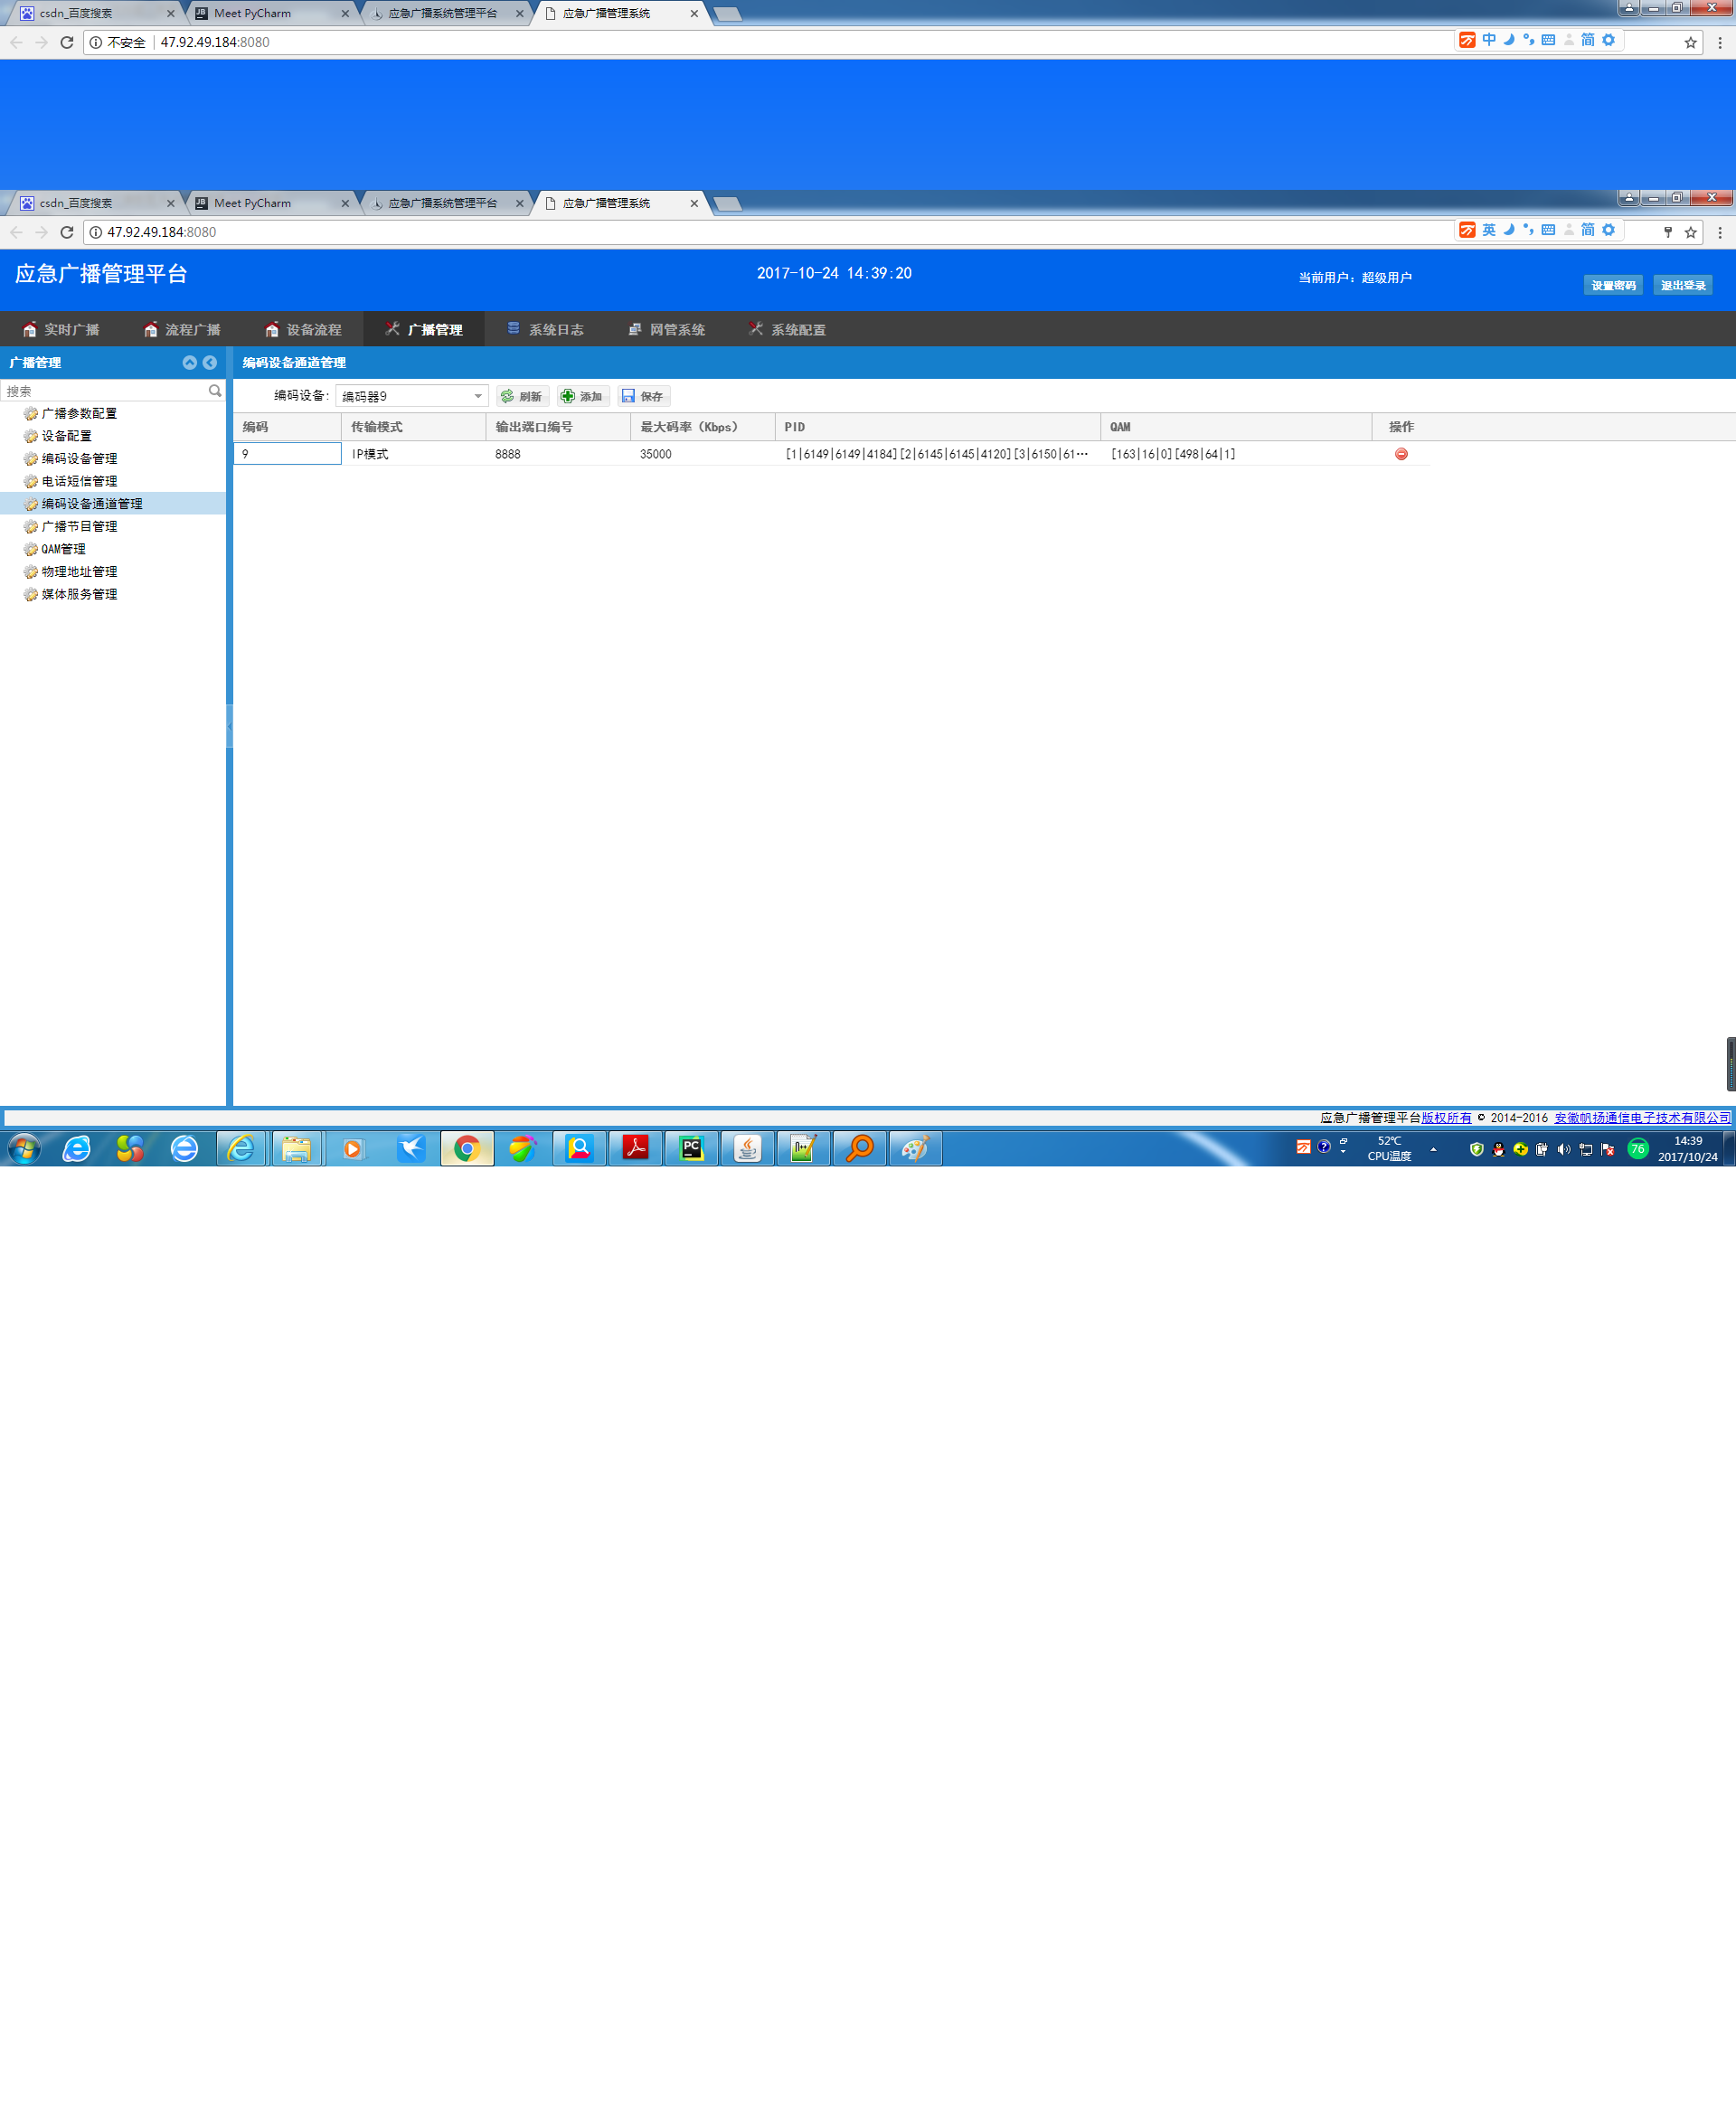 csdn_百度搜索
Meet PyCharm
应急广播系统管理平台
应急广播管理系统
不安全 47.92.49.184:8080
中 简
csdn_百度搜索
Meet PyCharm
应急广播系统管理平台
应急广播管理系统
47.92.49.184:8080
英 简
应急广播管理平台
2017-10-24 14:39:20
当前用户：超级用户
设置密码 退出登录
实时广播 流程广播 设备流程 广播管理 系统日志 网管系统 系统配置
广播管理
搜索
广播参数配置
设备配置
编码设备管理
电话短信管理
编码设备通道管理
广播节目管理
QAM管理
物理地址管理
媒体服务管理
编码设备通道管理
编码设备: 编码器9 刷新 添加 保存
编码 传输模式 输出端口编号 最大码率（Kbps） PID QAM 操作
9 IP模式 8888 35000 [1|6149|6149|4184][2|6145|6145|4120][3|6150|61... [163|16|0][498|64|1]
应急广播管理平台版权所有 © 2014-2016 安徽帆扬通信电子技术有限公司
52℃
CPU温度
76
14:39
2017/10/24